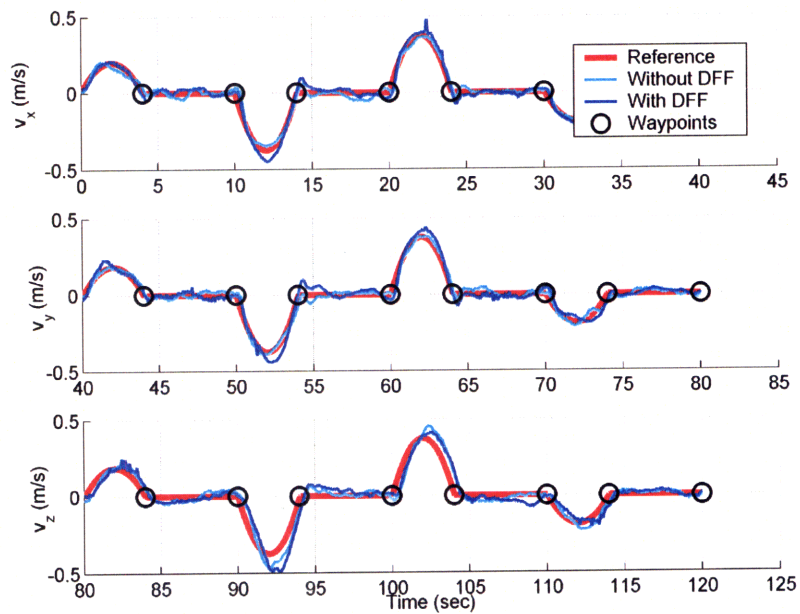 0.5
0
-0.5
v_x (m/s)
0 5 10 15 20 25 30 35 40 45
Reference
Without DFF
With DFF
Waypoints
0.5
0
-0.5
v_y (m/s)
40 45 50 55 60 65 70 75 80 85
0.5
0
-0.5
v_z (m/s)
80 85 90 95 100 105 110 115 120 125
Time (sec)